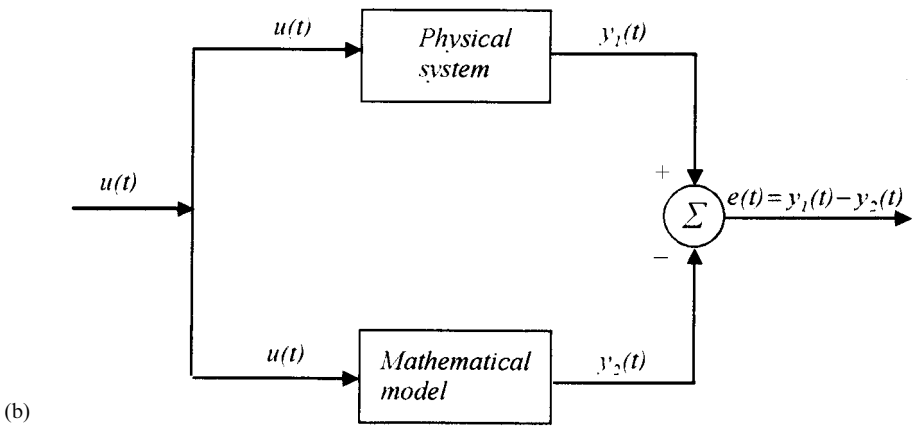 u(t)
Physical
system
y₁(t)
u(t)
+
Σ
e(t) = y₁(t) – y₂(t)
–
u(t)
Mathematical
model
y₂(t)
(b)